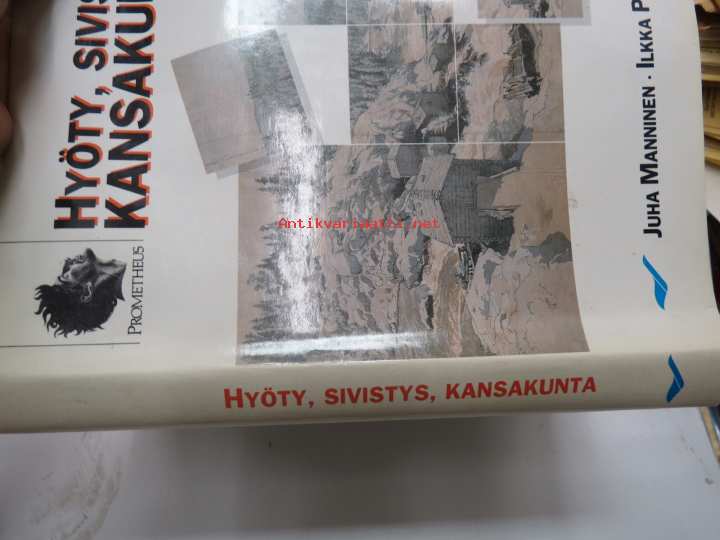 HYÖTY, SIVIS
KANSAKU
PROMETHEUS
Antikvariaatti.net
JUHA MANNINEN · ILKKA P
HYÖTY, SIVISTYS, KANSAKUNTA